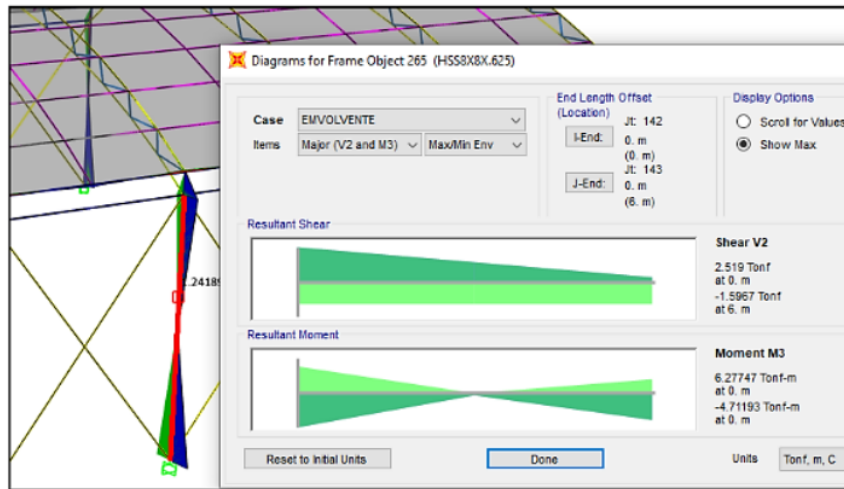 Diagrams for Frame Object 265 (HSS8X8X.625)
Case EMVOLVENTE
Items Major (V2 and M3) Max/Min Env
End Length Offset
(Location)
Jt: 142
I-End: 0. m
(0. m)
Jt: 143
J-End: 0. m
(6. m)
Display Options
Scroll for Values
Show Max
Resultant Shear
Shear V2
2.519 Tonf
at 0. m
-1.5967 Tonf
at 6. m
Resultant Moment
Moment M3
6.27747 Tonf-m
at 0. m
-4.71193 Tonf-m
at 0. m
Reset to Initial Units Done Units Tonf, m, C